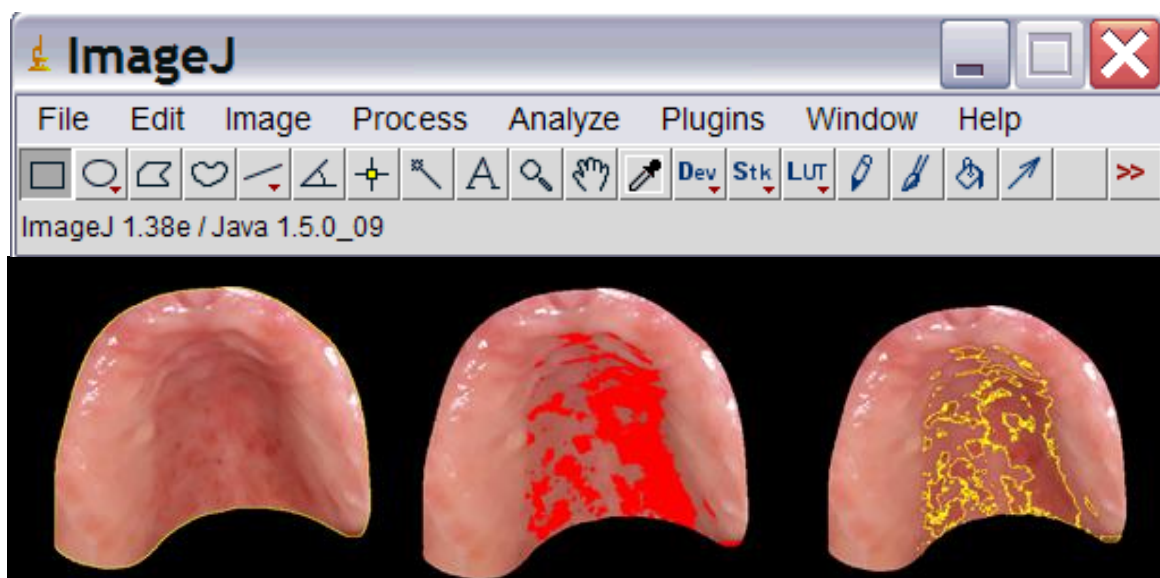 ImageJ
File Edit Image Process Analyze Plugins Window Help
A Dev Stk LUT >>
ImageJ 1.38e / Java 1.5.0_09